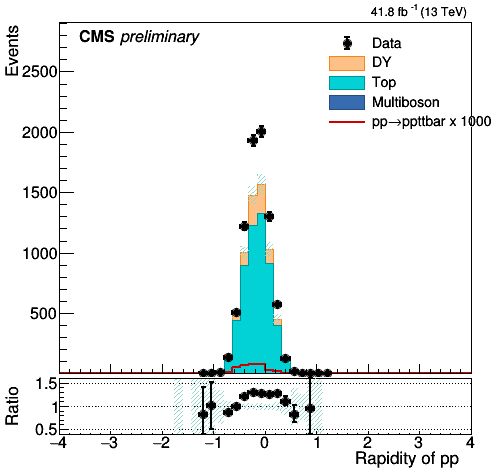 41.8 fb⁻¹ (13 TeV)
CMS preliminary
Events
Data
DY
Top
Multiboson
pp→ppttbar x 1000
2500
2000
1500
1000
500
Ratio
1.5
1
0.5
−4 −3 −2 −1 0 1 2 3 4
Rapidity of pp